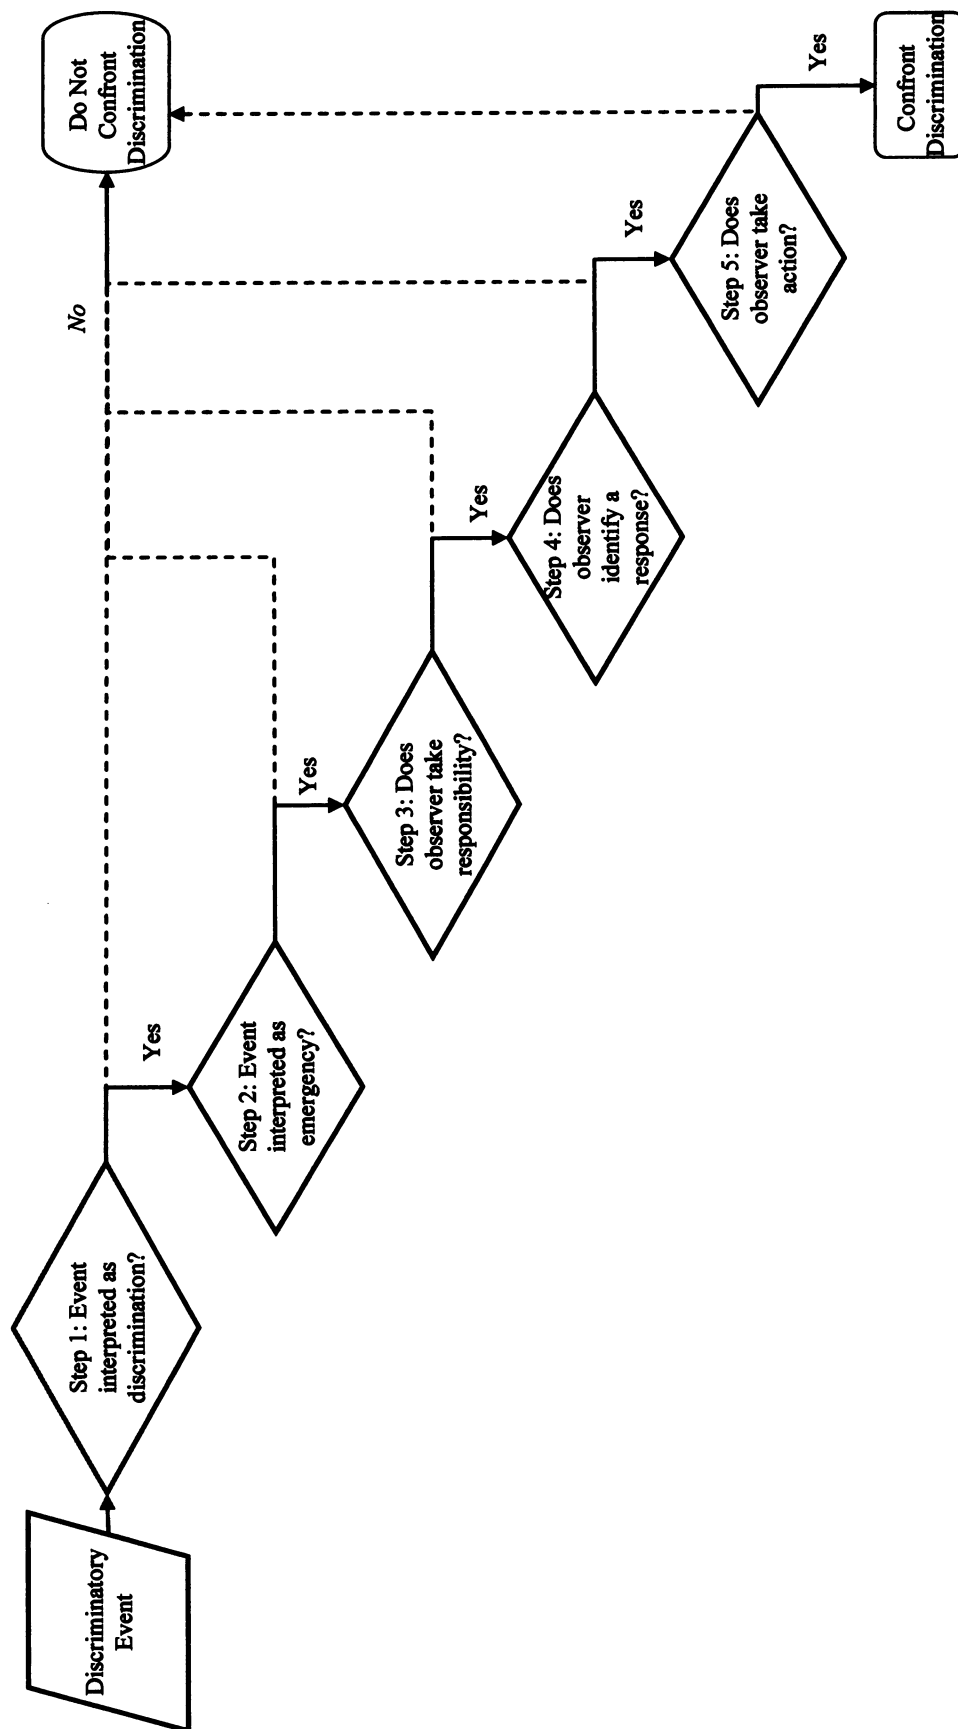 Discriminatory
Event
Step 1: Event
interpreted as
discrimination?
Yes
Step 2: Event
interpreted as
emergency?
Yes
Step 3: Does
observer take
responsibility?
Yes
Step 4: Does
observer
identify a
response?
Yes
Step 5: Does
observer take
action?
Yes
Confront
Discrimination
No
Do Not
Confront
Discrimination